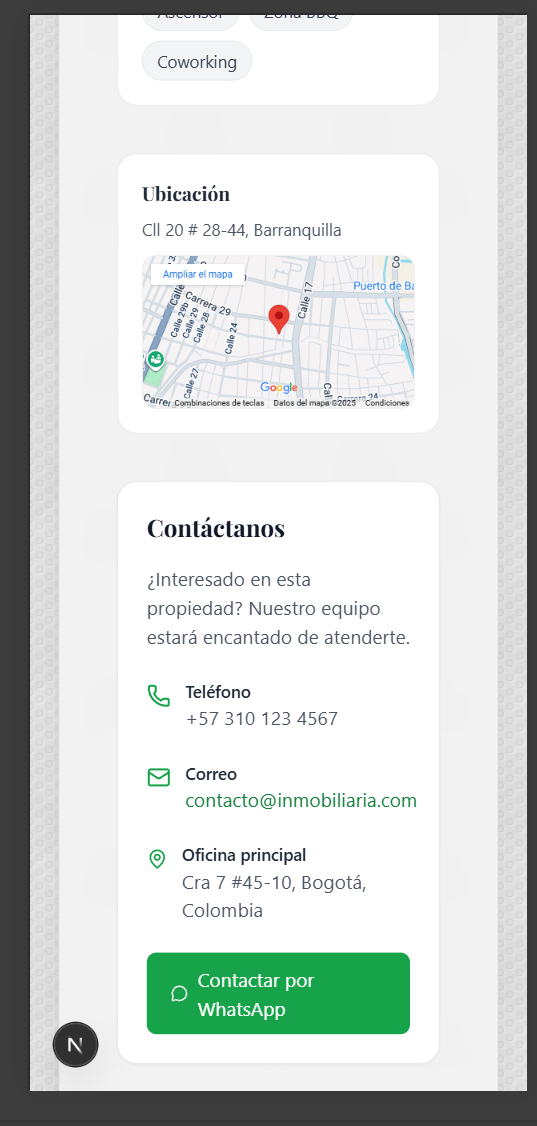 Ascensor
Zona BBQ
Coworking
Ubicación
Cll 20 # 28-44, Barranquilla
Ampliar el mapa
Puerto de Ba
Carrera 29
Calle 17
Calle 29b
Calle 29
Calle 28
Calle 24
Calle 27
Google
Combinaciones de teclas
Datos del mapa ©2025
Condiciones
Contáctanos
¿Interesado en esta
propiedad? Nuestro equipo
estará encantado de atenderte.
Teléfono
+57 310 123 4567
Correo
contacto@inmobiliaria.com
Oficina principal
Cra 7 #45-10, Bogotá,
Colombia
Contactar por
WhatsApp
N